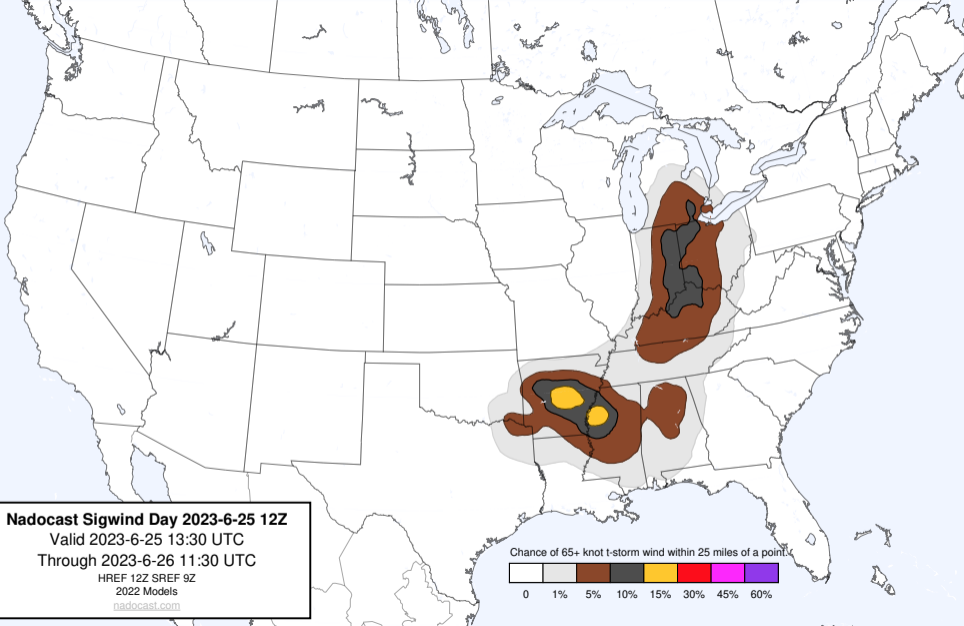 Nadocast Sigwind Day 2023-6-25 12Z
Valid 2023-6-25 13:30 UTC
Through 2023-6-26 11:30 UTC
HREF 12Z SREF 9Z
2022 Models
nadocast.com
Chance of 65+ knot t-storm wind within 25 miles of a point.
0 1% 5% 10% 15% 30% 45% 60%